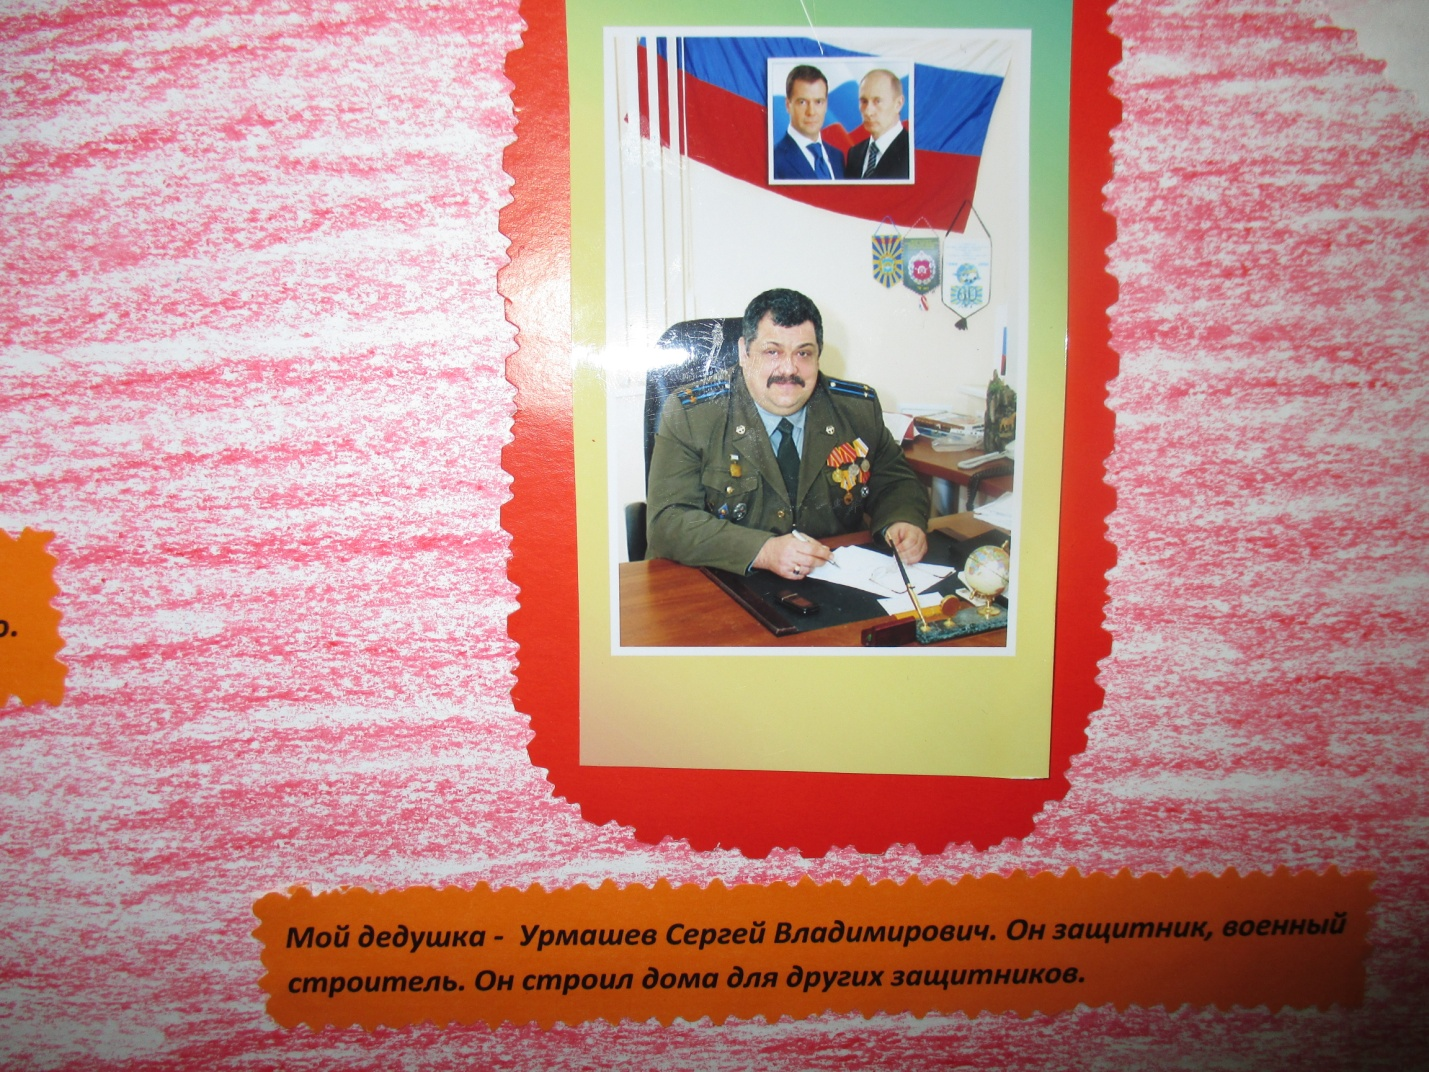 о.
Мой дедушка - Урмашев Сергей Владимирович. Он защитник, военный
строитель. Он строил дома для других защитников.